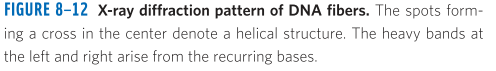 FIGURE 8–12 X-ray diffraction pattern of DNA fibers. The spots form-
ing a cross in the center denote a helical structure. The heavy bands at
the left and right arise from the recurring bases.